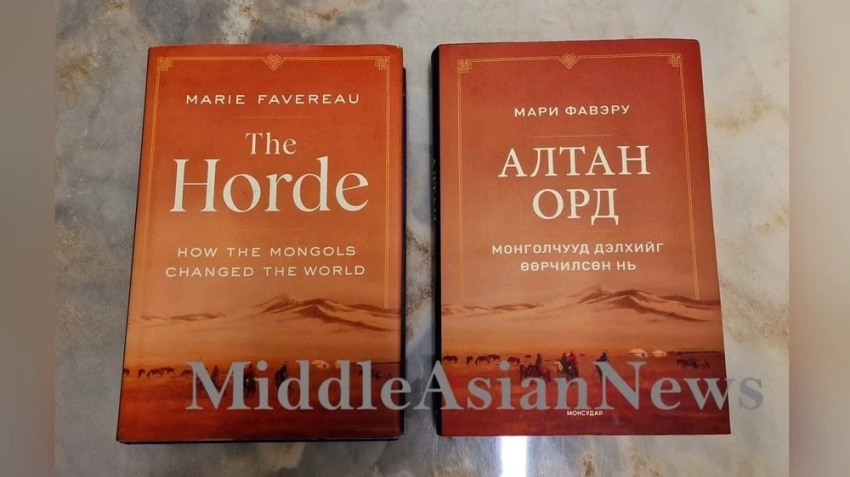 MARIE FAVEREAU
The
Horde
HOW THE MONGOLS
CHANGED THE WORLD
МАРИ ФАВЭРУ
АЛТАН
ОРД
МОНГОЛЧУУД ДЭЛХИЙГ
ӨӨРЧИЛСӨН НЬ
МОНСУДАР
MiddleAsianNews